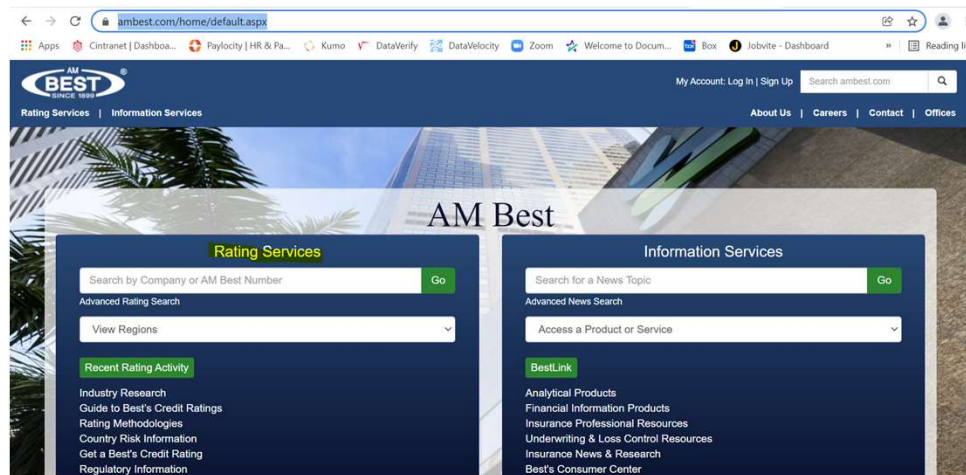 ambest.com/home/default.aspx
Apps Cintranet | Dashboa... Paylocity | HR & Pa... Kumo DataVerify DataVelocity Zoom Welcome to Docum... Box Jobvite - Dashboard » Reading li
AM
BEST®
SINCE 1899
My Account: Log In | Sign Up Search ambest.com
Rating Services | Information Services About Us | Careers | Contact | Offices
AM Best
Rating Services
Search by Company or AM Best Number Go
Advanced Rating Search
View Regions
Recent Rating Activity
Industry Research
Guide to Best's Credit Ratings
Rating Methodologies
Country Risk Information
Get a Best's Credit Rating
Regulatory Information
Information Services
Search for a News Topic Go
Advanced News Search
Access a Product or Service
BestLink
Analytical Products
Financial Information Products
Insurance Professional Resources
Underwriting & Loss Control Resources
Insurance News & Research
Best's Consumer Center